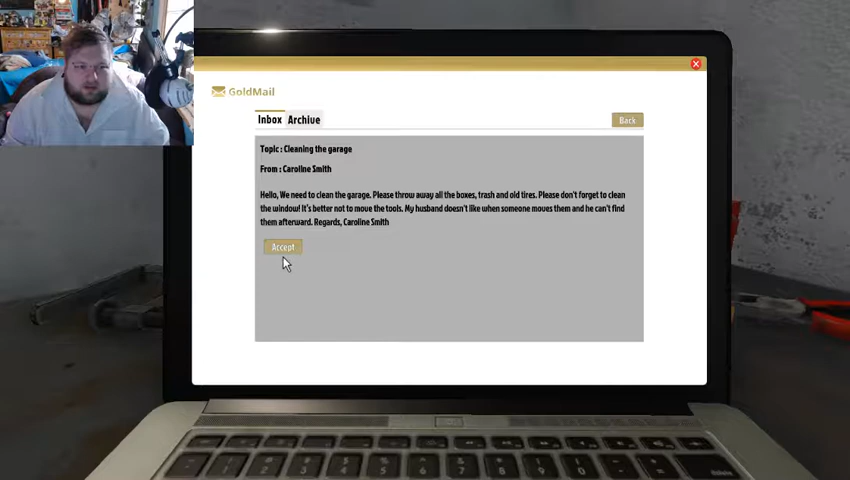 GoldMail
Inbox Archive
Back
Topic : Cleaning the garage
From : Caroline Smith
Hello, We need to clean the garage. Please throw away all the boxes, trash and old tires. Please don't forget to clean
the window! It's better not to move the tools. My husband doesn't like when someone moves them and he can't find
them afterward. Regards, Caroline Smith
Accept